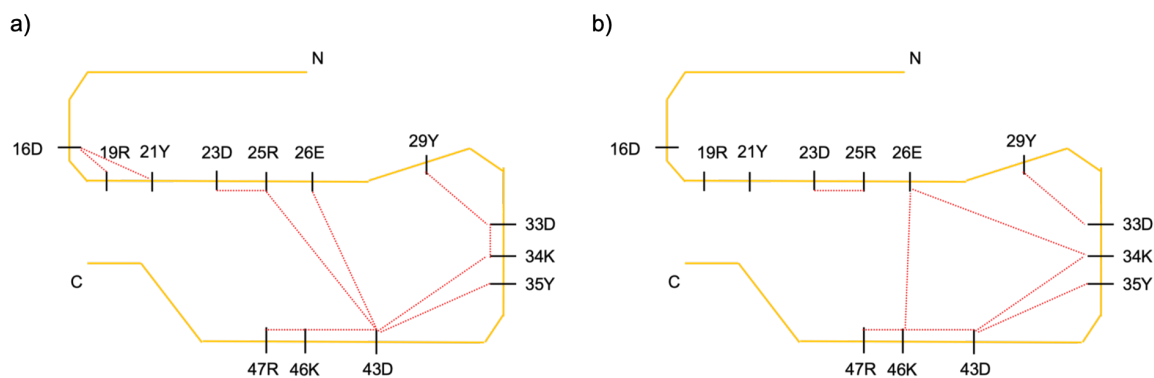 a)
N
16D
19R 21Y 23D 25R 26E 29Y
33D
34K
35Y
C
47R 46K 43D
b)
N
16D
19R 21Y 23D 25R 26E 29Y
33D
34K
35Y
C
47R 46K 43D